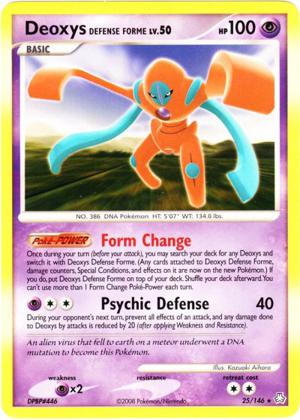 Deoxys DEFENSE FORME LV.50 HP 100
BASIC
NO. 386 DNA Pokémon HT: 5'07" WT: 134.0 lbs.
Poké-POWER Form Change
Once during your turn (before your attack), you may search your deck for any Deoxys and
switch it with Deoxys Defense Forme. (Any cards attached to Deoxys Defense Forme,
damage counters, Special Conditions, and effects on it are now on the new Pokémon.) If
you do, put Deoxys Defense Forme on top of your deck. Shuffle your deck afterward. You
can't use more than 1 Form Change Poké-Power each turn.
Psychic Defense 40
During your opponent's next turn, prevent all effects, and any damage done to
Deoxys by attacks is reduced by 20 (after applying Weakness and Resistance).
An alien virus that fell to earth on a meteor underwent a DNA
mutation to become this Pokémon.
Illus. Kazuaki Aihara
DPBP#446
weakness resistance retreat cost
×2
©2008 Pokémon/Nintendo
25/146 ★